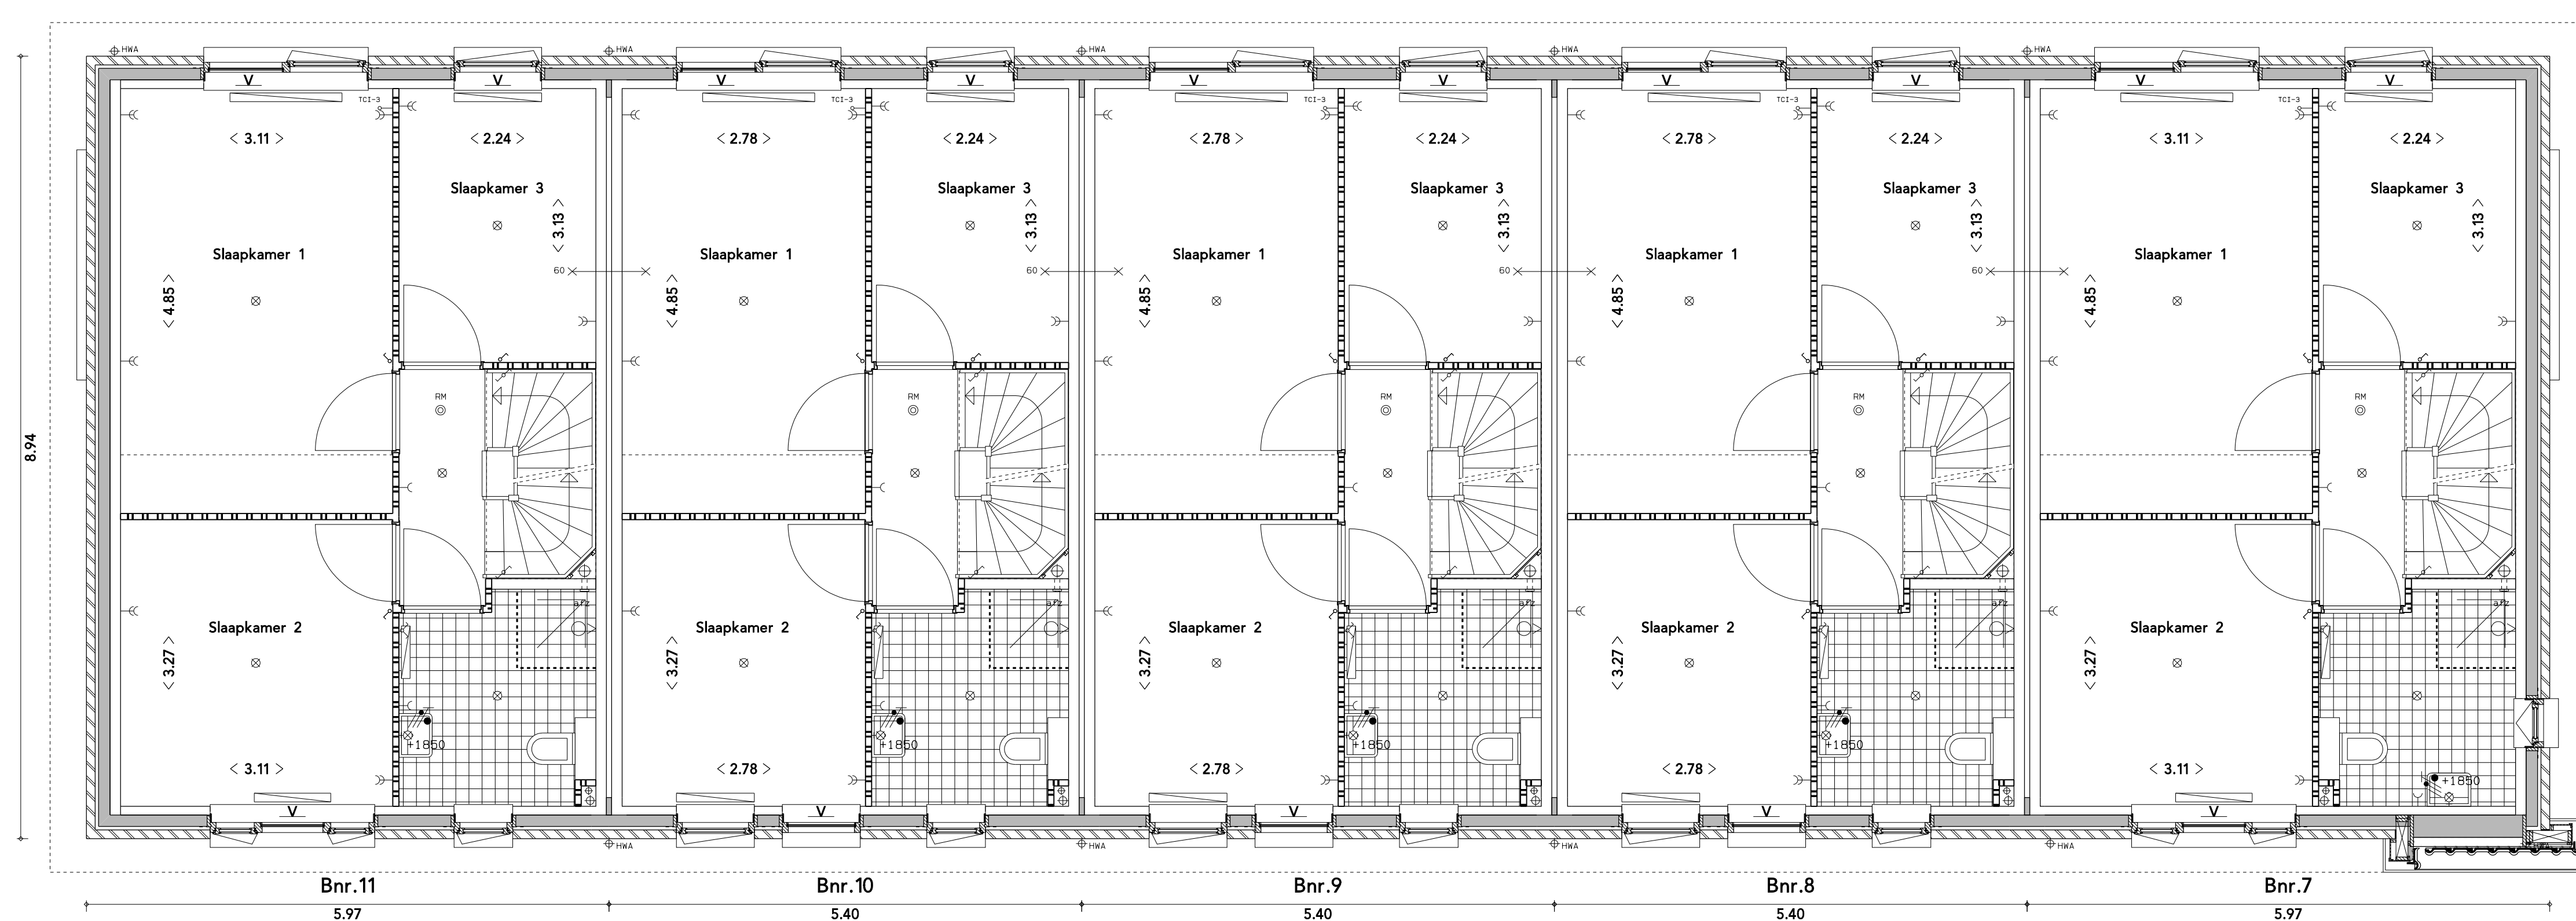 HWA HWA HWA HWA HWA
V V V V V V V V V V
TCI-3 TCI-3 TCI-3 TCI-3 TCI-3
< 3.11 > < 2.24 > < 2.78 > < 2.24 > < 2.78 > < 2.24 > < 2.78 > < 2.24 > < 3.11 > < 2.24 >
Slaapkamer 3 Slaapkamer 3 Slaapkamer 3 Slaapkamer 3 Slaapkamer 3
< 3.13 > < 3.13 > < 3.13 > < 3.13 > < 3.13 >
Slaapkamer 1 Slaapkamer 1 Slaapkamer 1 Slaapkamer 1 Slaapkamer 1
60 60 60 60
< 4.85 > < 4.85 > < 4.85 > < 4.85 > < 4.85 >
RM RM RM RM RM
8.94
afz afz afz afz afz
Slaapkamer 2 Slaapkamer 2 Slaapkamer 2 Slaapkamer 2 Slaapkamer 2
< 3.27 > < 3.27 > < 3.27 > < 3.27 > < 3.27 >
+1850 +1850 +1850 +1850
< 3.11 > < 2.78 > < 2.78 > < 2.78 > < 3.11 >
+1850
V V V V V
HWA HWA HWA HWA HWA
Bnr.11 Bnr.10 Bnr.9 Bnr.8 Bnr.7
5.97 5.40 5.40 5.40 5.97